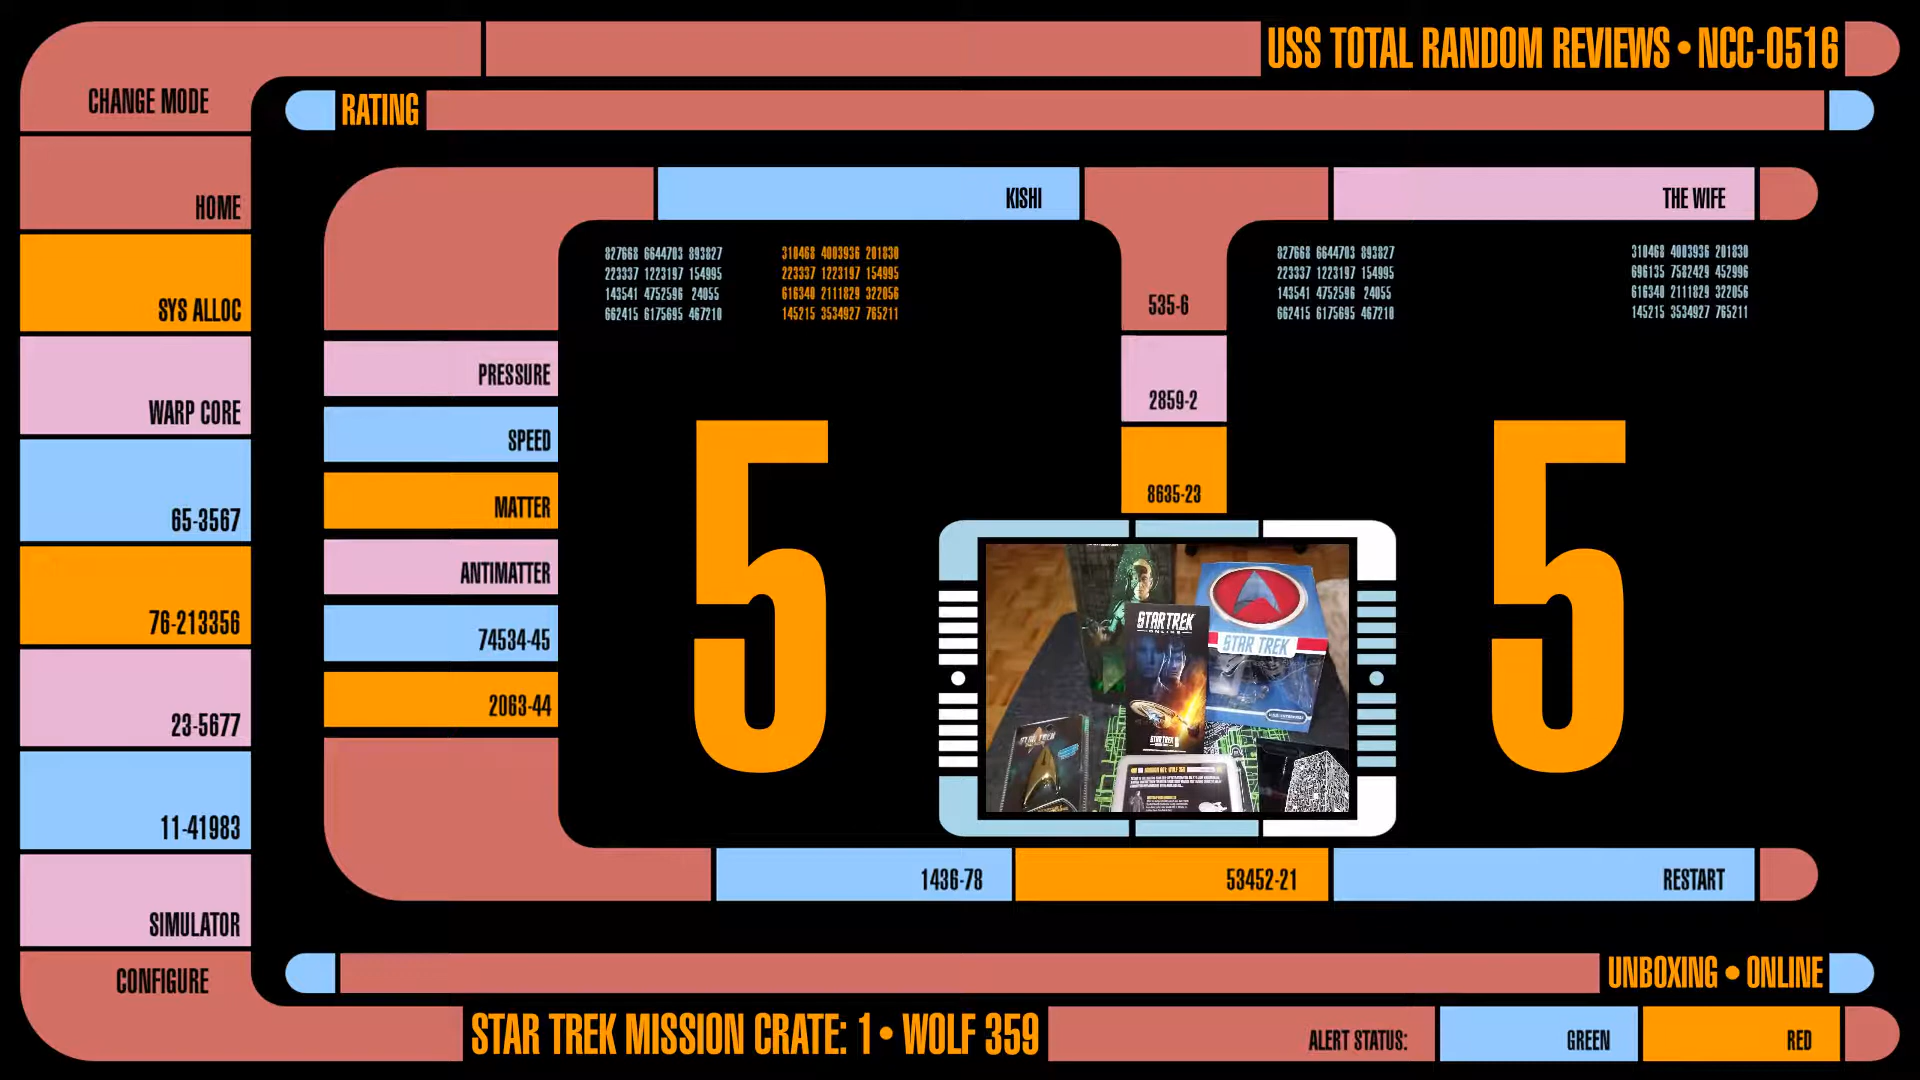 USS TOTAL RANDOM REVIEWS • NCC-0516
CHANGE MODE
RATING
HOME
SYS ALLOC
WARP CORE
65-3567
76-213356
23-5677
11-41983
SIMULATOR
CONFIGURE
KISHI
THE WIFE
827668 6644703 893827
223337 1223197 154995
143541 4752596 24055
662415 6175695 467210
310468 4003936 201830
223337 1223197 154995
616340 2111829 322056
145215 3534927 765211
535-6
2859-2
8635-23
827668 6644703 893827
223337 1223197 154995
143541 4752596 24055
662415 6175695 467210
310468 4003936 201830
696135 7582429 452996
616340 2111829 322056
145215 3534927 765211
PRESSURE
SPEED
MATTER
ANTIMATTER
74534-45
2063-44
5
5
STAR TREK
ONLINE
STAR TREK
STAR TREK
1436-78
53452-21
RESTART
UNBOXING • ONLINE
STAR TREK MISSION CRATE: 1 • WOLF 359
ALERT STATUS:
GREEN
RED